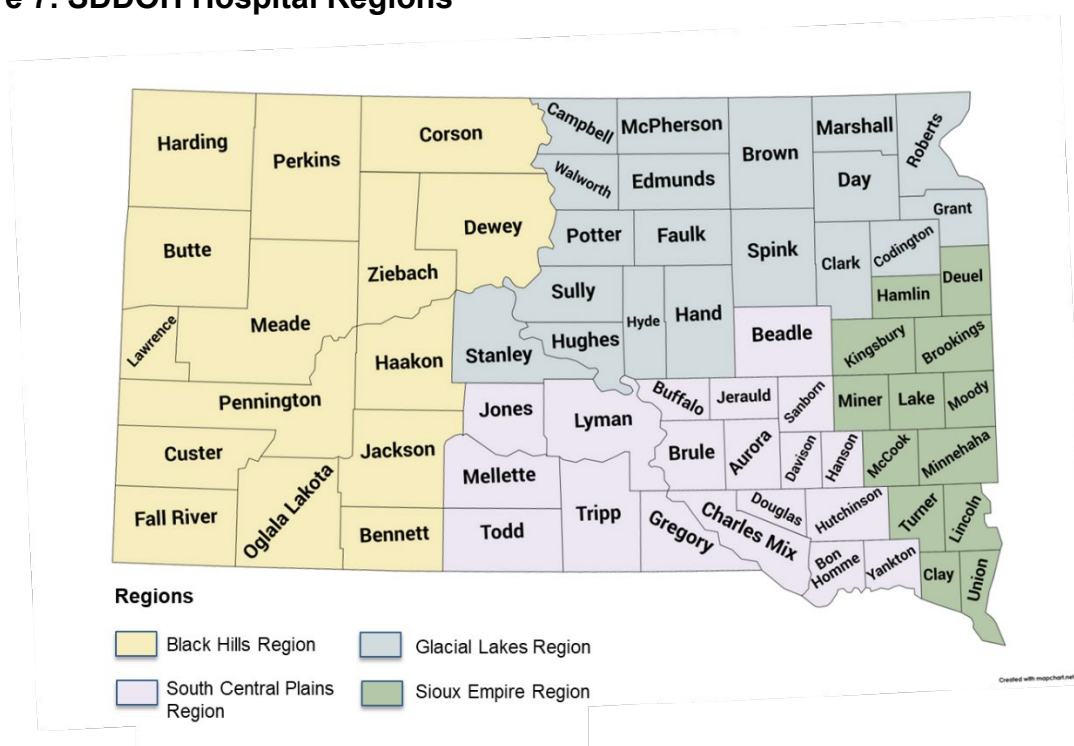 e 7: SDDOH Hospital Regions
Harding
Perkins
Corson
Campbell
McPherson
Brown
Marshall
Roberts
Walworth
Edmunds
Day
Grant
Butte
Dewey
Potter
Faulk
Spink
Clark
Codington
Deuel
Ziebach
Hamlin
Lawrence
Meade
Sully
Hyde
Hand
Stanley
Hughes
Beadle
Kingsbury
Brookings
Haakon
Pennington
Jones
Lyman
Buffalo
Jerauld
Sanborn
Miner
Lake
Moody
Custer
Jackson
Brule
Aurora
Davison
Hanson
McCook
Minnehaha
Mellette
Fall River
Oglala Lakota
Bennett
Todd
Tripp
Gregory
Charles Mix
Douglas
Hutchinson
Turner
Lincoln
Bon
Homme
Yankton
Clay
Union
Regions
Black Hills Region
Glacial Lakes Region
South Central Plains
Region
Sioux Empire Region
Created with mapchart.net